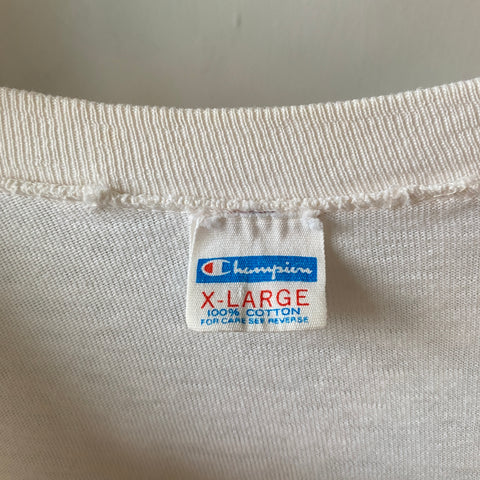 Champion
X-LARGE
100% COTTON
FOR CARE SEE REVERSE